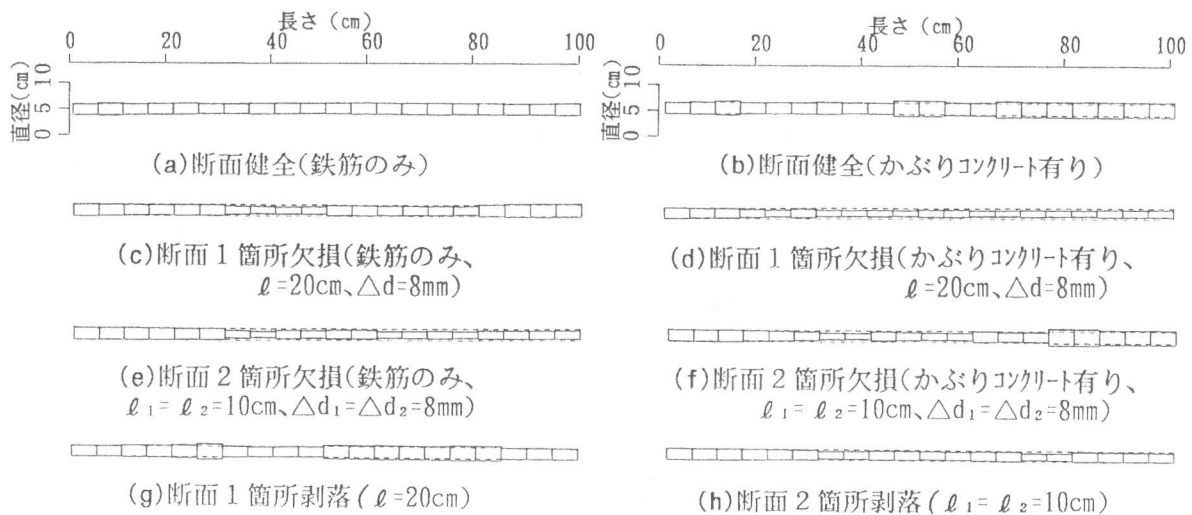 長さ (cm)
0 20 40 60 80 100
直径(cm)
0 5 10
(a)断面健全(鉄筋のみ)
長さ (cm)
0 20 40 60 80 100
直径(cm)
0 5 10
(b)断面健全(かぶりコンクリート有り)
(c)断面1箇所欠損(鉄筋のみ、
ℓ=20cm、△d=8mm)
(d)断面1箇所欠損(かぶりコンクリート有り、
ℓ=20cm、△d=8mm)
(e)断面2箇所欠損(鉄筋のみ、
ℓ₁=ℓ₂=10cm、△d₁=△d₂=8mm)
(f)断面2箇所欠損(かぶりコンクリート有り、
ℓ₁=ℓ₂=10cm、△d₁=△d₂=8mm)
(g)断面1箇所剥落(ℓ=20cm)
(h)断面2箇所剥落(ℓ₁=ℓ₂=10cm)